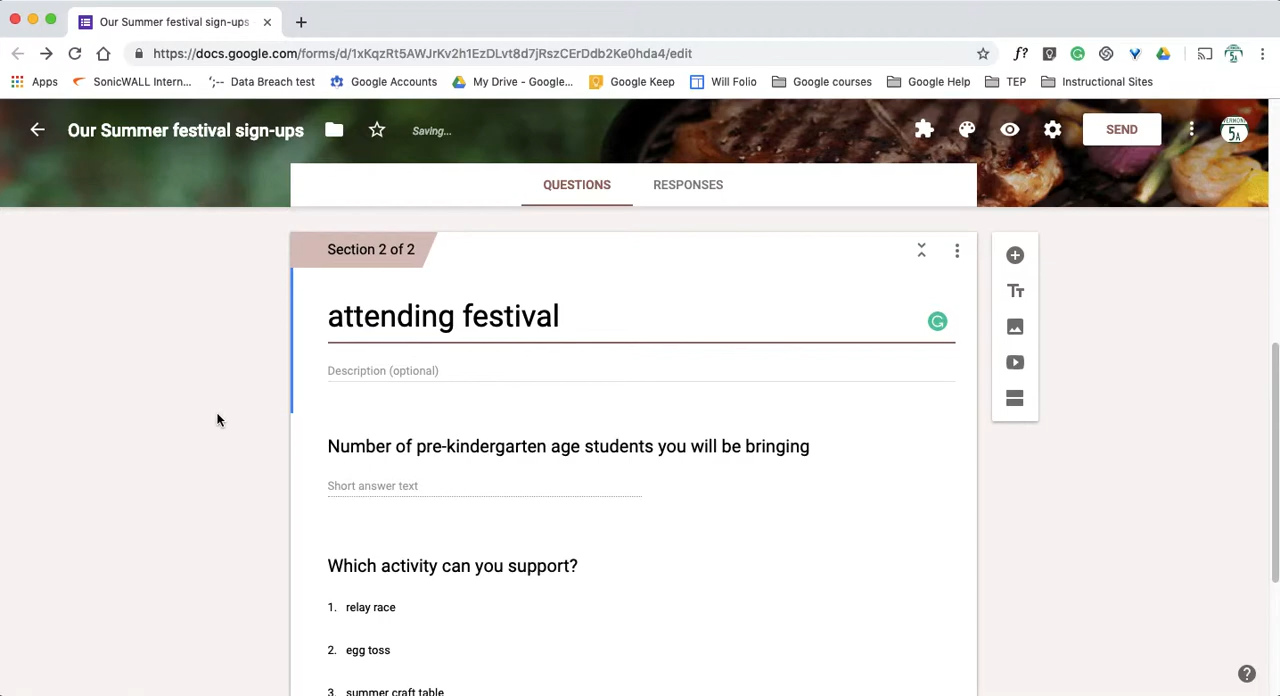 Our Summer festival sign-ups
https://docs.google.com/forms/d/1xKqzRt5AWJrKv2h1EzDLvt8d7jRszCErDdb2Ke0hda4/edit
f?
Apps SonicWALL Intern... Data Breach test Google Accounts My Drive - Google... Google Keep Will Folio Google courses Google Help TEP Instructional Sites
Our Summer festival sign-ups Saving... SEND
VERMONT
5A
QUESTIONS RESPONSES
Section 2 of 2
attending festival
Description (optional)
Number of pre-kindergarten age students you will be bringing
Short answer text
Which activity can you support?
1. relay race
2. egg toss
3. summer craft table